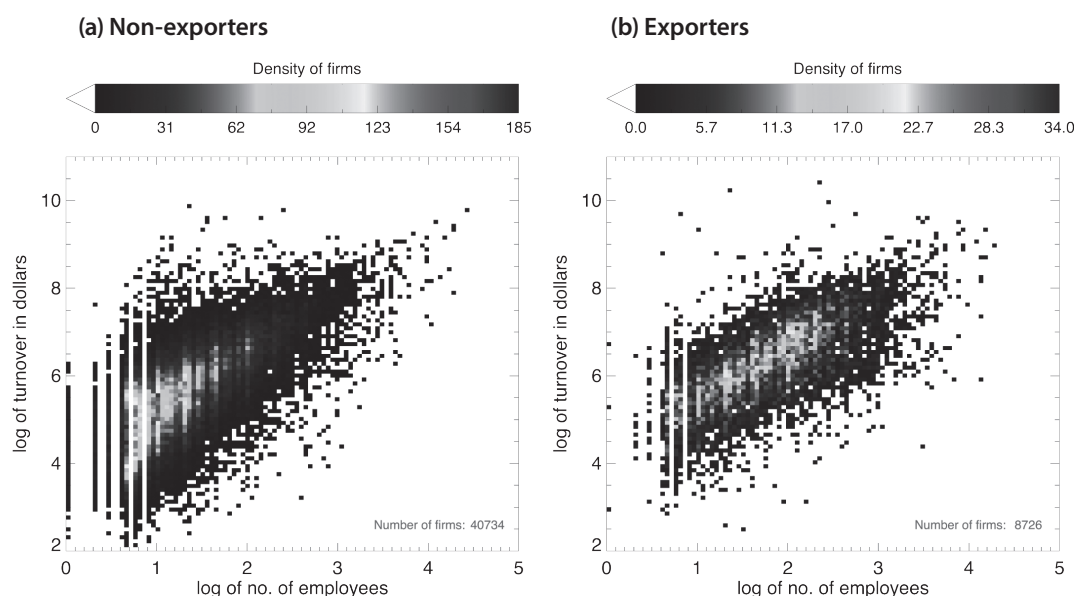 (a) Non-exporters
Density of firms
0 31 62 92 123 154 185
log of turnover in dollars
10
8
6
4
2
Number of firms: 40734
0 1 2 3 4 5
log of no. of employees
(b) Exporters
Density of firms
0.0 5.7 11.3 17.0 22.7 28.3 34.0
log of turnover in dollars
10
8
6
4
2
Number of firms: 8726
0 1 2 3 4 5
log of no. of employees